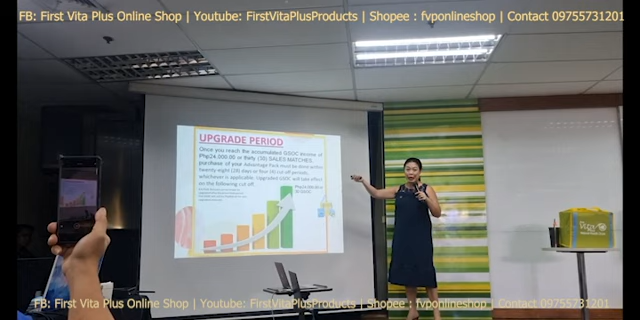 FB: First Vita Plus Online Shop | Youtube: FirstVitaPlusProducts | Shopee : fvponlineshop | Contact 09755731201
UPGRADE PERIOD
Once you reach the accumulated GSOC Income of
Php24,000.00 or thirty (30) SALES MATCHES,
purchase of your Advantage Pack must be done within
twenty eight (28) days or four (4) cut off periods,
whichever is applicable. Upgraded GSOC will take effect
on the following cut off.
FB: First Vita Plus Online Shop | Youtube: FirstVitaPlusProducts | Shopee : fvponlineshop | Contact 09755731201